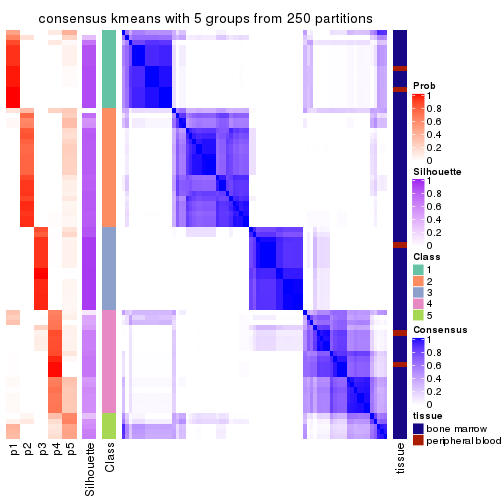 consensus kmeans with 5 groups from 250 partitions
Prob
1
0.8
0.6
0.4
0.2
0
Silhouette
1
0.8
0.6
0.4
0.2
0
Class
1
2
3
4
5
Consensus
1
0.8
0.6
0.4
0.2
0
tissue
bone marrow
peripheral blood
p1
p2
p3
p4
p5
Silhouette
Class
tissue